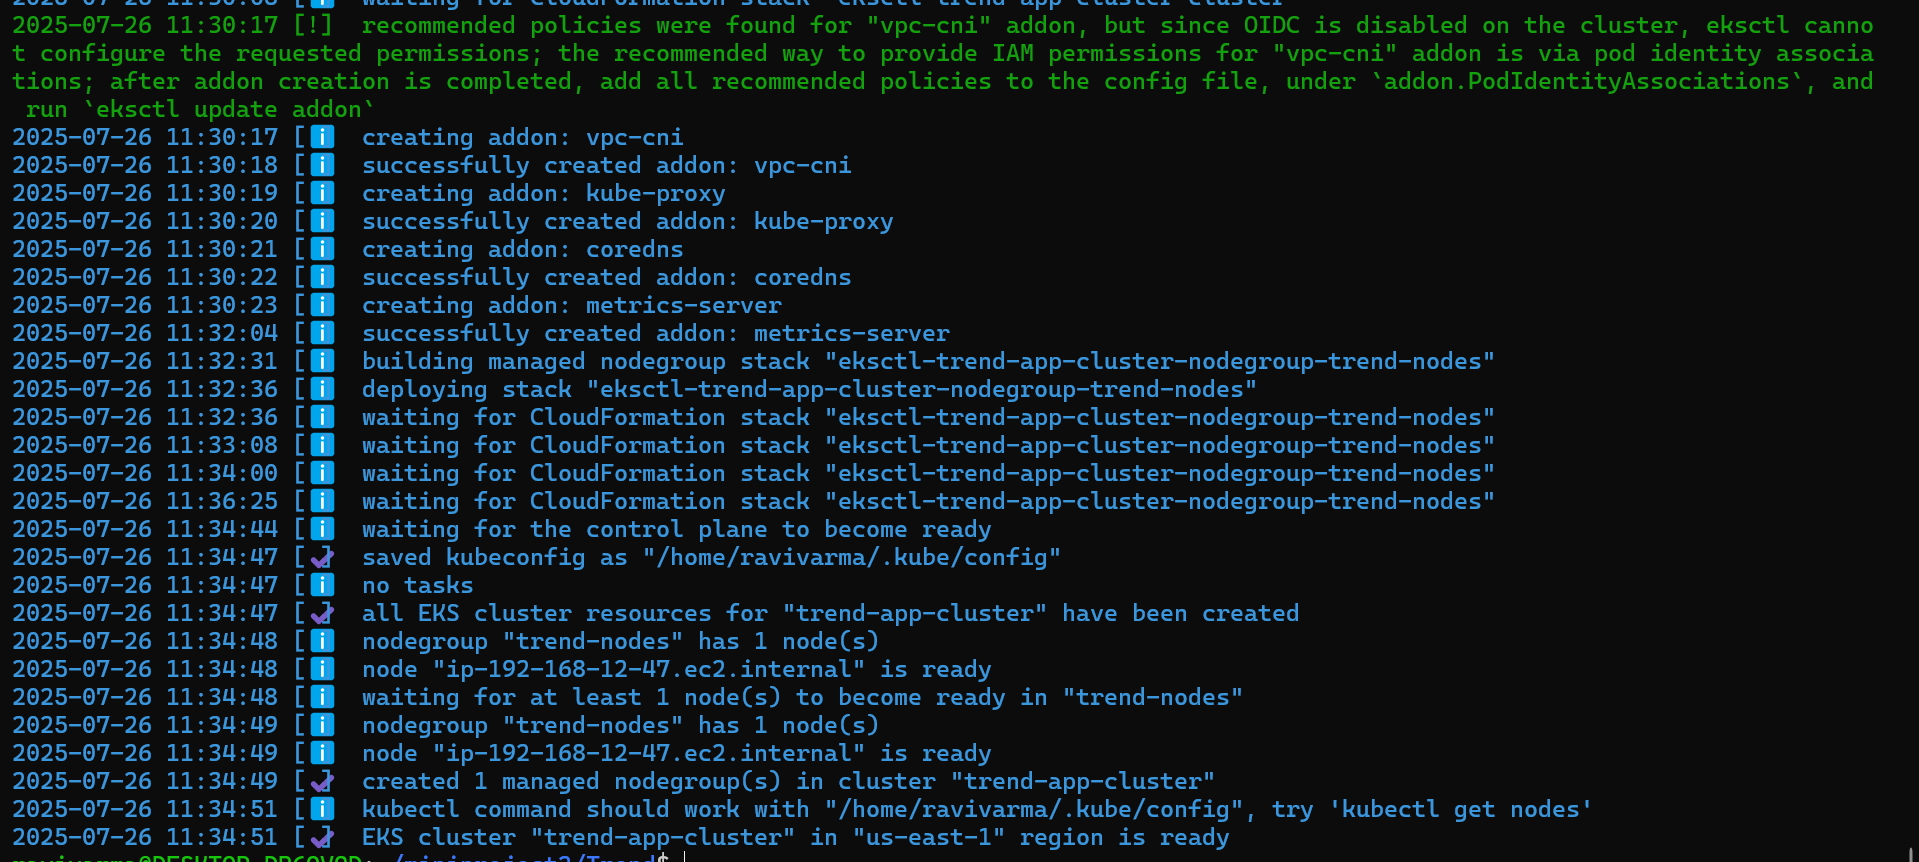 2025-07-26 11:30:08 [ℹ]  waiting for CloudFormation stack "eksctl-trend-app-cluster-cluster"
2025-07-26 11:30:17 [!]  recommended policies were found for "vpc-cni" addon, but since OIDC is disabled on the cluster, eksctl canno
t configure the requested permissions; the recommended way to provide IAM permissions for "vpc-cni" addon is via pod identity associa
tions; after addon creation is completed, add all recommended policies to the config file, under `addon.PodIdentityAssociations`, and
 run `eksctl update addon`
2025-07-26 11:30:17 [ℹ]  creating addon: vpc-cni
2025-07-26 11:30:18 [ℹ]  successfully created addon: vpc-cni
2025-07-26 11:30:19 [ℹ]  creating addon: kube-proxy
2025-07-26 11:30:20 [ℹ]  successfully created addon: kube-proxy
2025-07-26 11:30:21 [ℹ]  creating addon: coredns
2025-07-26 11:30:22 [ℹ]  successfully created addon: coredns
2025-07-26 11:30:23 [ℹ]  creating addon: metrics-server
2025-07-26 11:32:04 [ℹ]  successfully created addon: metrics-server
2025-07-26 11:32:31 [ℹ]  building managed nodegroup stack "eksctl-trend-app-cluster-nodegroup-trend-nodes"
2025-07-26 11:32:36 [ℹ]  deploying stack "eksctl-trend-app-cluster-nodegroup-trend-nodes"
2025-07-26 11:32:36 [ℹ]  waiting for CloudFormation stack "eksctl-trend-app-cluster-nodegroup-trend-nodes"
2025-07-26 11:33:08 [ℹ]  waiting for CloudFormation stack "eksctl-trend-app-cluster-nodegroup-trend-nodes"
2025-07-26 11:34:00 [ℹ]  waiting for CloudFormation stack "eksctl-trend-app-cluster-nodegroup-trend-nodes"
2025-07-26 11:36:25 [ℹ]  waiting for CloudFormation stack "eksctl-trend-app-cluster-nodegroup-trend-nodes"
2025-07-26 11:34:44 [ℹ]  waiting for the control plane to become ready
2025-07-26 11:34:47 [✔]  saved kubeconfig as "/home/ravivarma/.kube/config"
2025-07-26 11:34:47 [ℹ]  no tasks
2025-07-26 11:34:47 [✔]  all EKS cluster resources for "trend-app-cluster" have been created
2025-07-26 11:34:48 [ℹ]  nodegroup "trend-nodes" has 1 node(s)
2025-07-26 11:34:48 [ℹ]  node "ip-192-168-12-47.ec2.internal" is ready
2025-07-26 11:34:48 [ℹ]  waiting for at least 1 node(s) to become ready in "trend-nodes"
2025-07-26 11:34:49 [ℹ]  nodegroup "trend-nodes" has 1 node(s)
2025-07-26 11:34:49 [ℹ]  node "ip-192-168-12-47.ec2.internal" is ready
2025-07-26 11:34:49 [✔]  created 1 managed nodegroup(s) in cluster "trend-app-cluster"
2025-07-26 11:34:51 [ℹ]  kubectl command should work with "/home/ravivarma/.kube/config", try 'kubectl get nodes'
2025-07-26 11:34:51 [✔]  EKS cluster "trend-app-cluster" in "us-east-1" region is ready